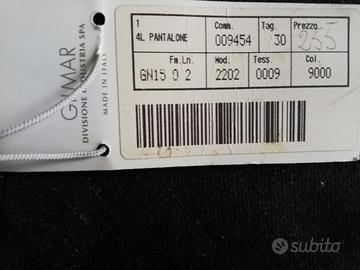 GILMAR
DIVISIONE INDUSTRIA SPA
MADE IN ITALY
1
4L PANTALONE
Comm.
009454
Tag.
30
Prezzo
255
Fm.Ln.
GN15 0 2
Mod.
2202
Tess.
0009
Col.
9000
subito